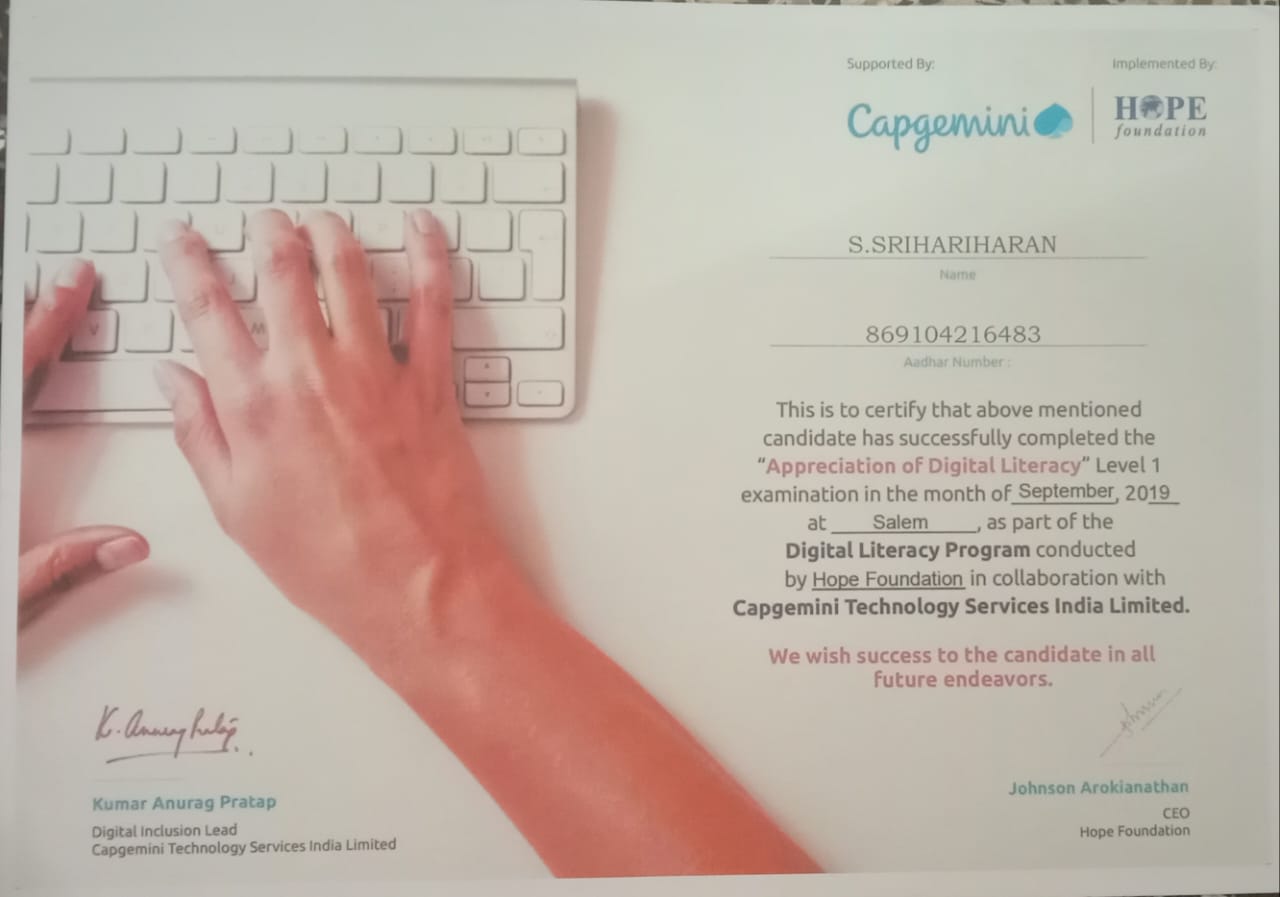 Supported By:
Implemented By:
Capgemini
HOPE
foundation
S.SRIHARIHARAN
Name
869104216483
Aadhar Number :
This is to certify that above mentioned
candidate has successfully completed the
“Appreciation of Digital Literacy” Level 1
examination in the month of September, 2019
at Salem, as part of the
Digital Literacy Program conducted
by Hope Foundation in collaboration with
Capgemini Technology Services India Limited.
We wish success to the candidate in all
future endeavors.
K. Anurag Pratap
Kumar Anurag Pratap
Digital Inclusion Lead
Capgemini Technology Services India Limited
Johnson Arokianathan
CEO
Hope Foundation
V
M